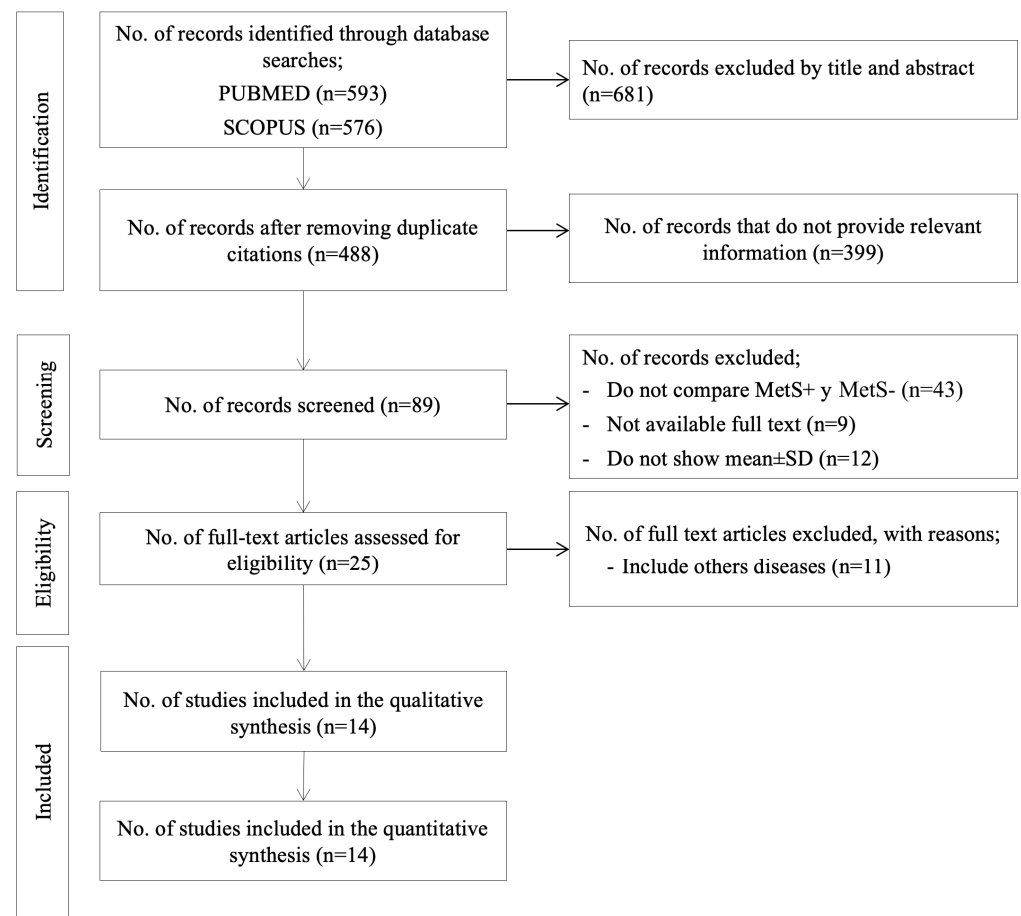 Identification
No. of records identified through database
searches;
PUBMED (n=593)
SCOPUS (n=576)
No. of records excluded by title and abstract
(n=681)
No. of records after removing duplicate
citations (n=488)
No. of records that do not provide relevant
information (n=399)
Screening
No. of records screened (n=89)
No. of records excluded;
- Do not compare MetS+ y MetS- (n=43)
- Not available full text (n=9)
- Do not show mean±SD (n=12)
Eligibility
No. of full-text articles assessed for
eligibility (n=25)
No. of full text articles excluded, with reasons;
- Include others diseases (n=11)
Included
No. of studies included in the qualitative
synthesis (n=14)
No. of studies included in the quantitative
synthesis (n=14)